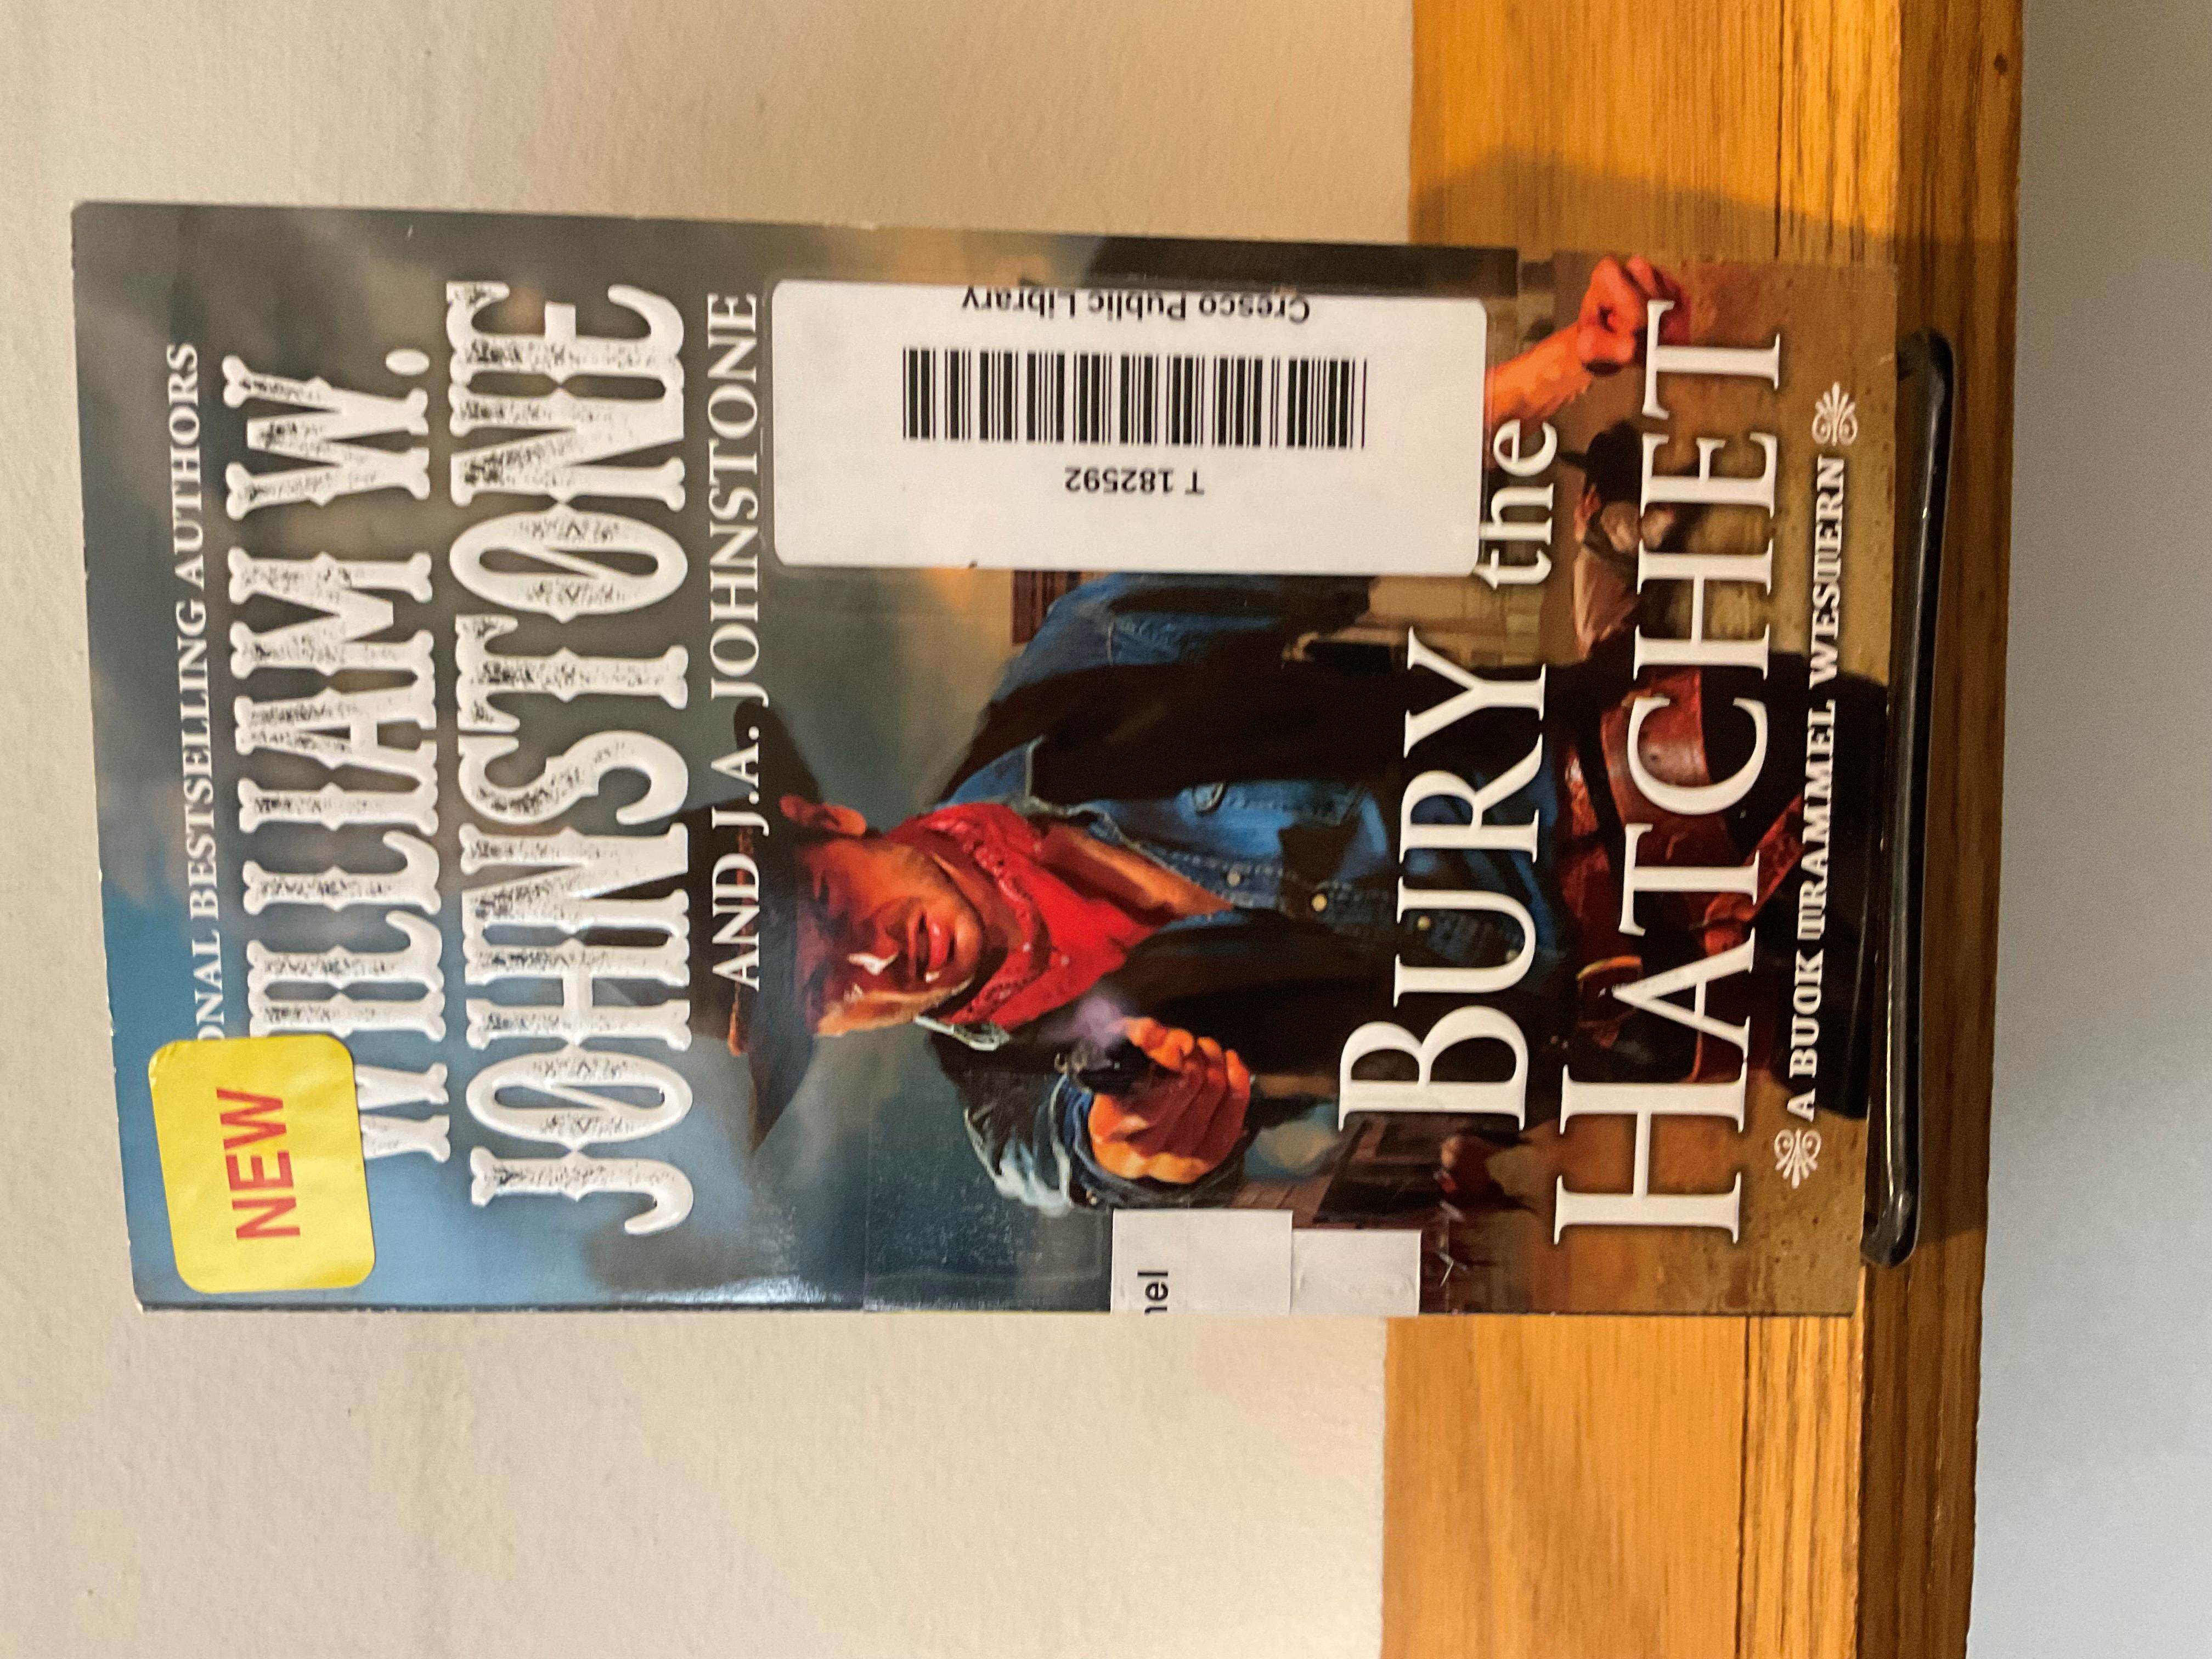 NEW
ONAL BESTSELLING AUTHORS
WILLIAM W.
JOHNSTONE
AND J.A. JOHNSTONE
Cresco Public Library
T 182592
nel
BURY the
HATCHET
A BUCK TRAMMEL WESTERN